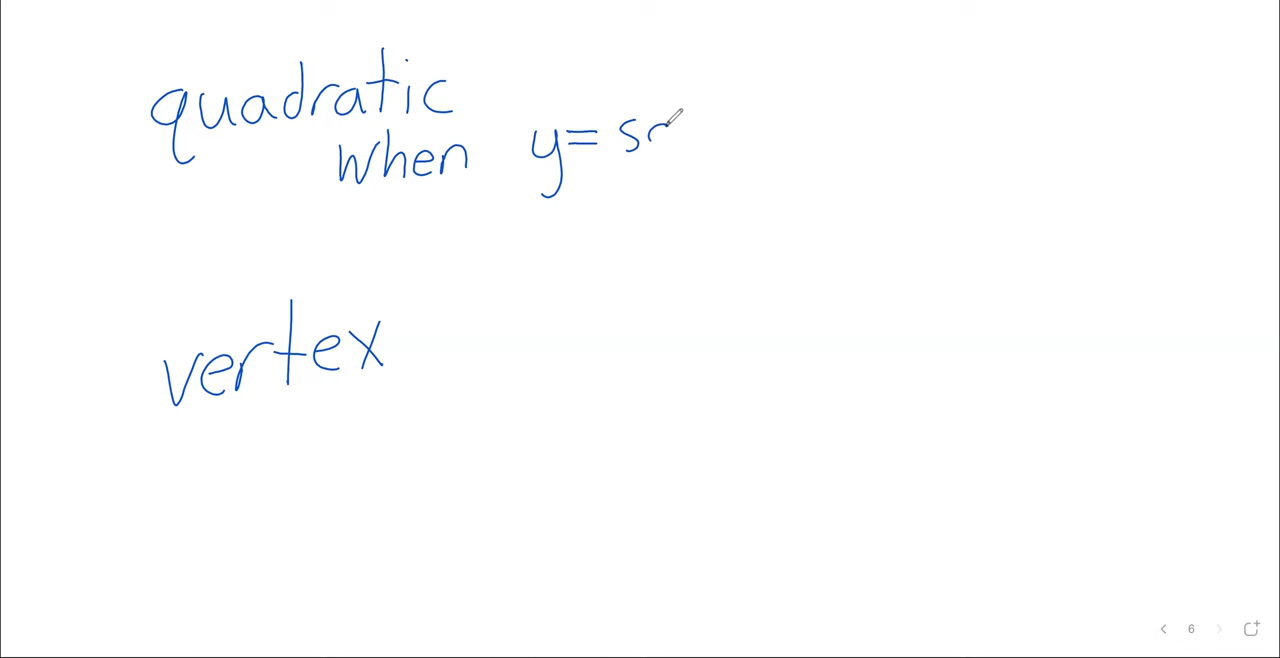 quadratic
when y=
vertex
6